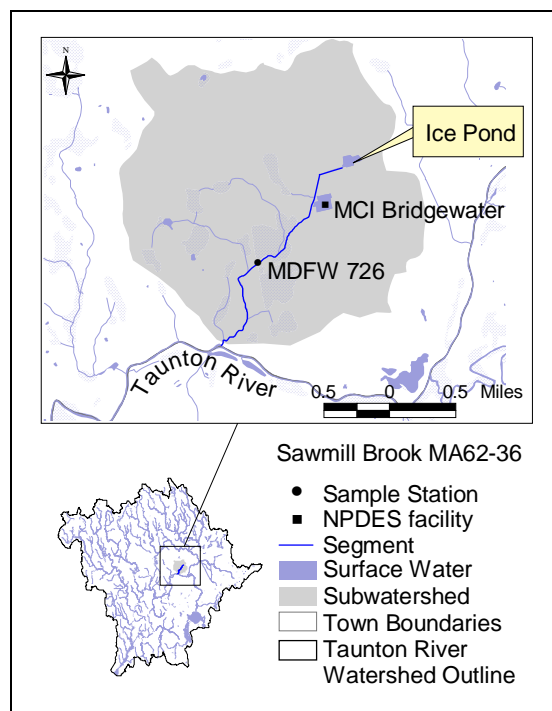 N
Ice Pond
MCI Bridgewater
MDFW 726
Taunton River
0.5 0 0.5 Miles
Sawmill Brook MA62-36
Sample Station
NPDES facility
Segment
Surface Water
Subwatershed
Town Boundaries
Taunton River
Watershed Outline